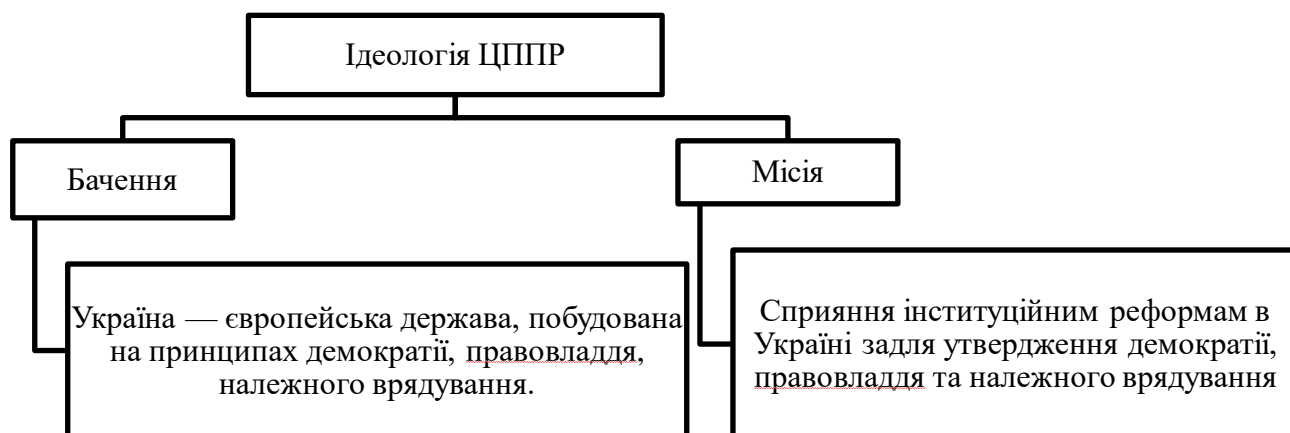 Ідеологія ЦППР
Бачення
Місія
Україна — європейська держава, побудована
на принципах демократії, правовладдя,
належного врядування.
Сприяння інституційним реформам в
Україні задля утвердження демократії,
правовладдя та належного врядування